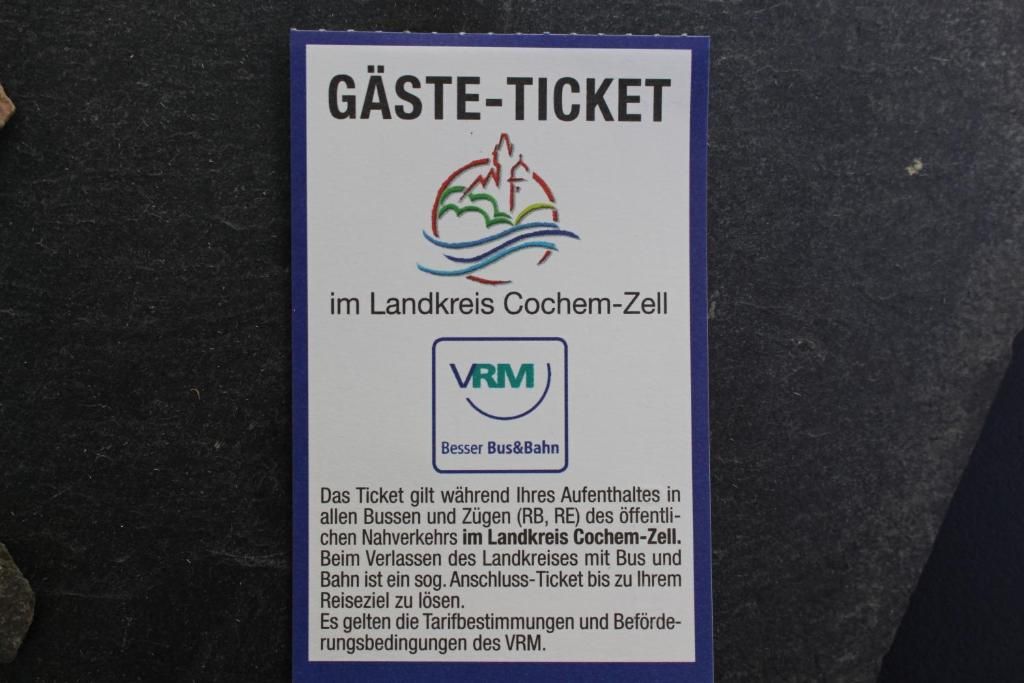 GÄSTE-TICKET
im Landkreis Cochem-Zell
VRM
Besser Bus&Bahn
Das Ticket gilt während Ihres Aufenthaltes in
allen Bussen und Zügen (RB, RE) des öffentli-
chen Nahverkehrs im Landkreis Cochem-Zell.
Beim Verlassen des Landkreises mit Bus und
Bahn ist ein sog. Anschluss-Ticket bis zu Ihrem
Reiseziel zu lösen.
Es gelten die Tarifbestimmungen und Beförde-
rungsbedingungen des VRM.